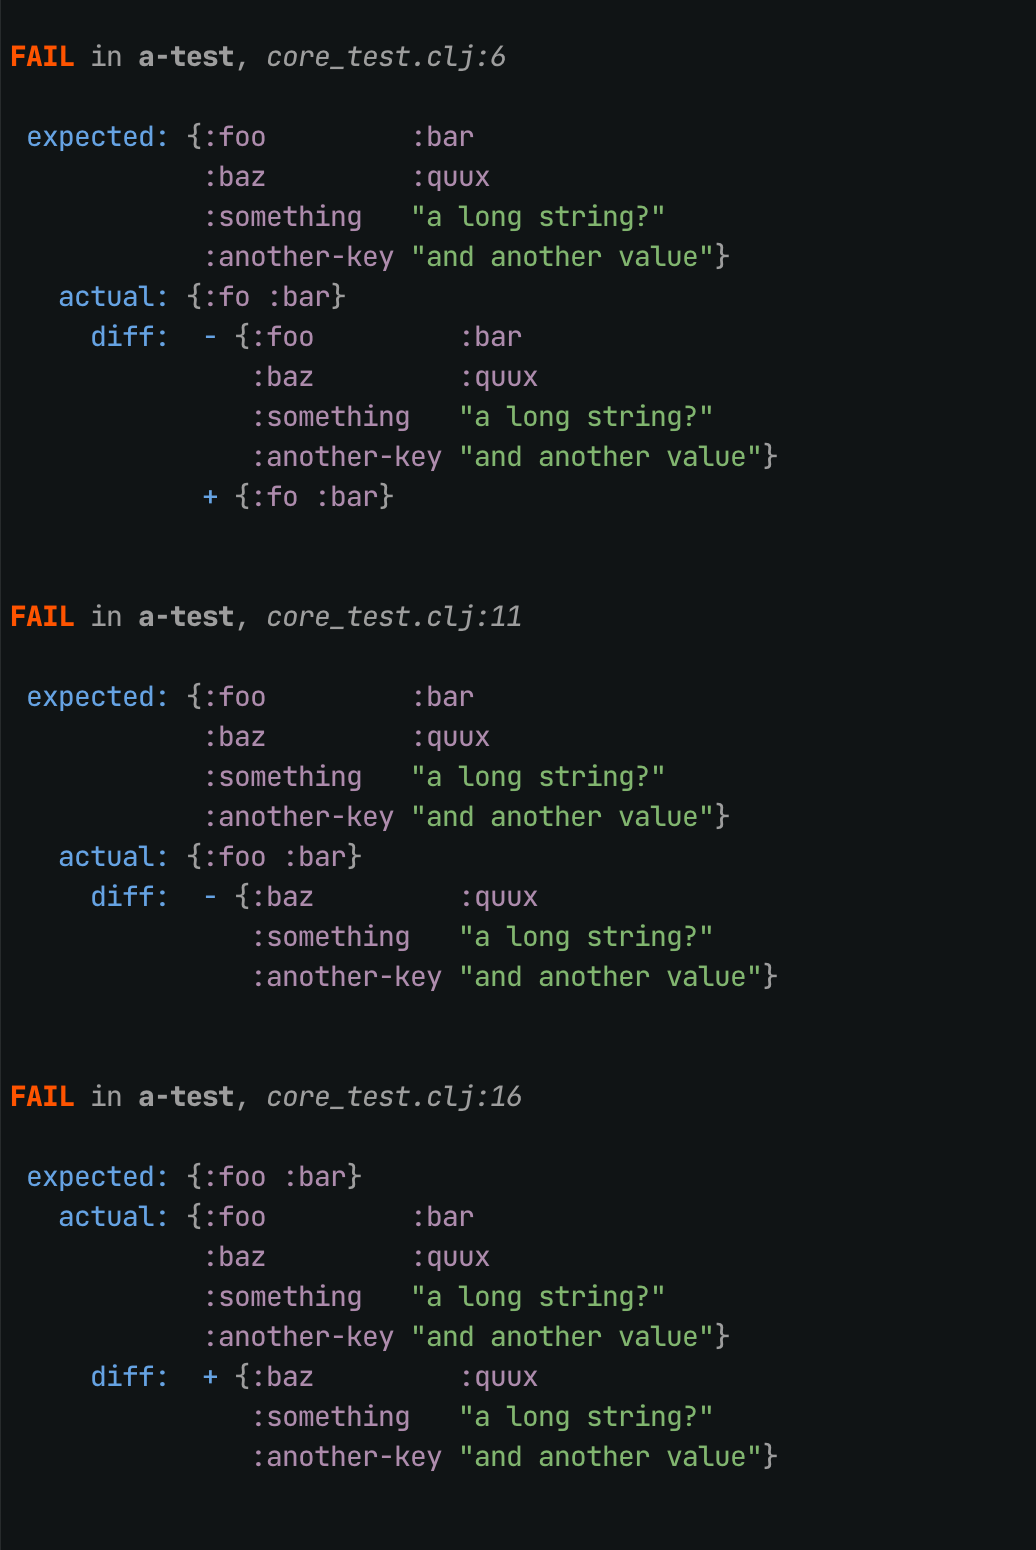 FAIL in a-test, core_test.clj:6
expected: {:foo         :bar
           :baz         :quux
           :something   "a long string?"
           :another-key "and another value"}
  actual: {:fo :bar}
    diff:  - {:foo         :bar
              :baz         :quux
              :something   "a long string?"
              :another-key "and another value"}
           + {:fo :bar}
FAIL in a-test, core_test.clj:11
expected: {:foo         :bar
           :baz         :quux
           :something   "a long string?"
           :another-key "and another value"}
  actual: {:foo :bar}
    diff:  - {:baz         :quux
              :something   "a long string?"
              :another-key "and another value"}
FAIL in a-test, core_test.clj:16
expected: {:foo :bar}
  actual: {:foo         :bar
           :baz         :quux
           :something   "a long string?"
           :another-key "and another value"}
    diff:  + {:baz         :quux
              :something   "a long string?"
              :another-key "and another value"}